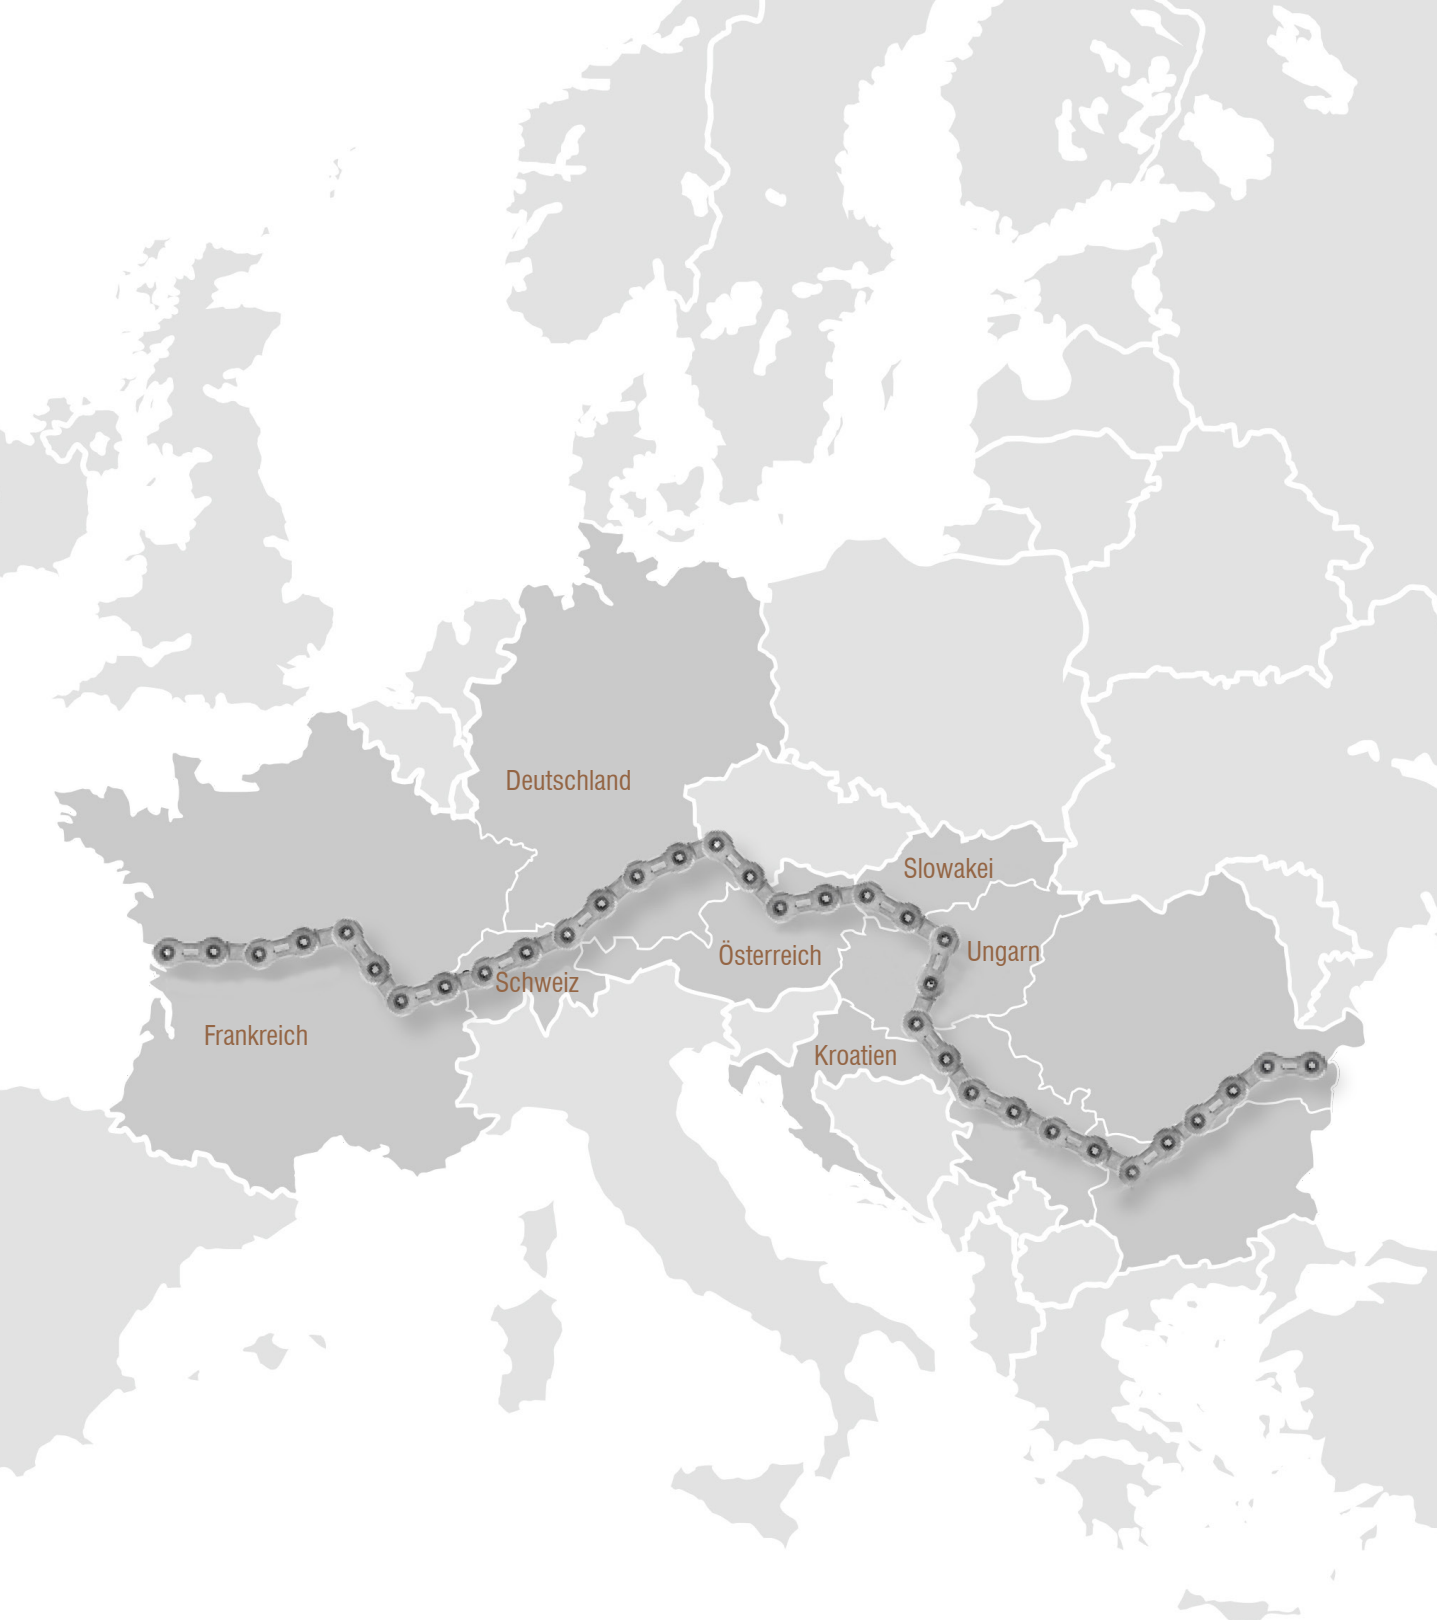 Deutschland
Slowakei
Österreich
Ungarn
Schweiz
Frankreich
Kroatien